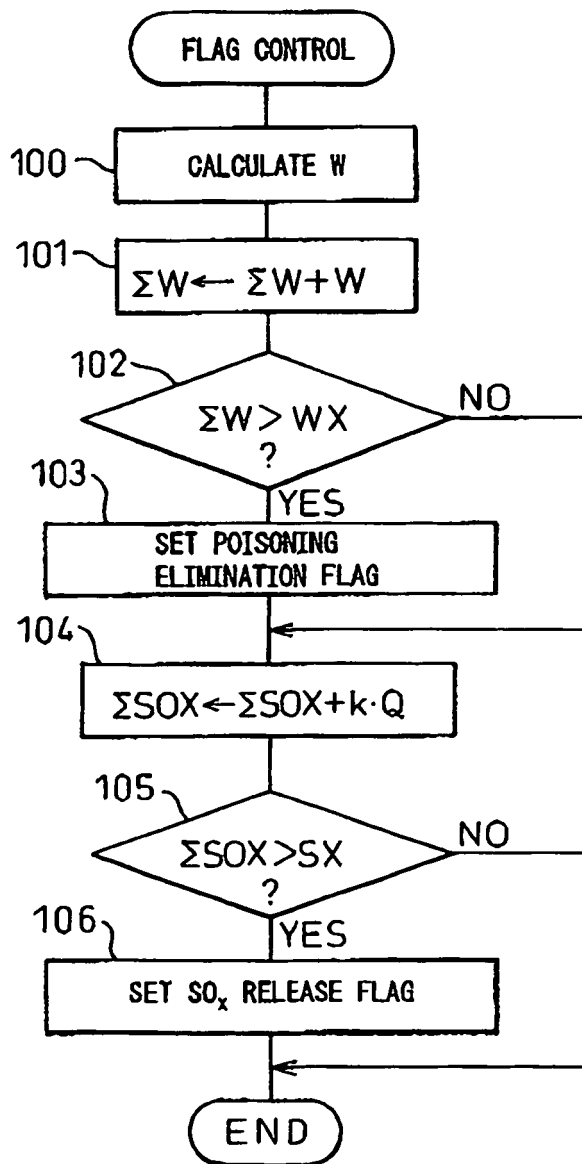 FLAG CONTROL
100
CALCULATE W
101
ΣW← ΣW+W
102
ΣW>WX
?
NO
YES
103
SET POISONING
ELIMINATION FLAG
104
ΣSOX←ΣSOX+k·Q
105
ΣSOX>SX
?
NO
YES
106
SET SOx RELEASE FLAG
END